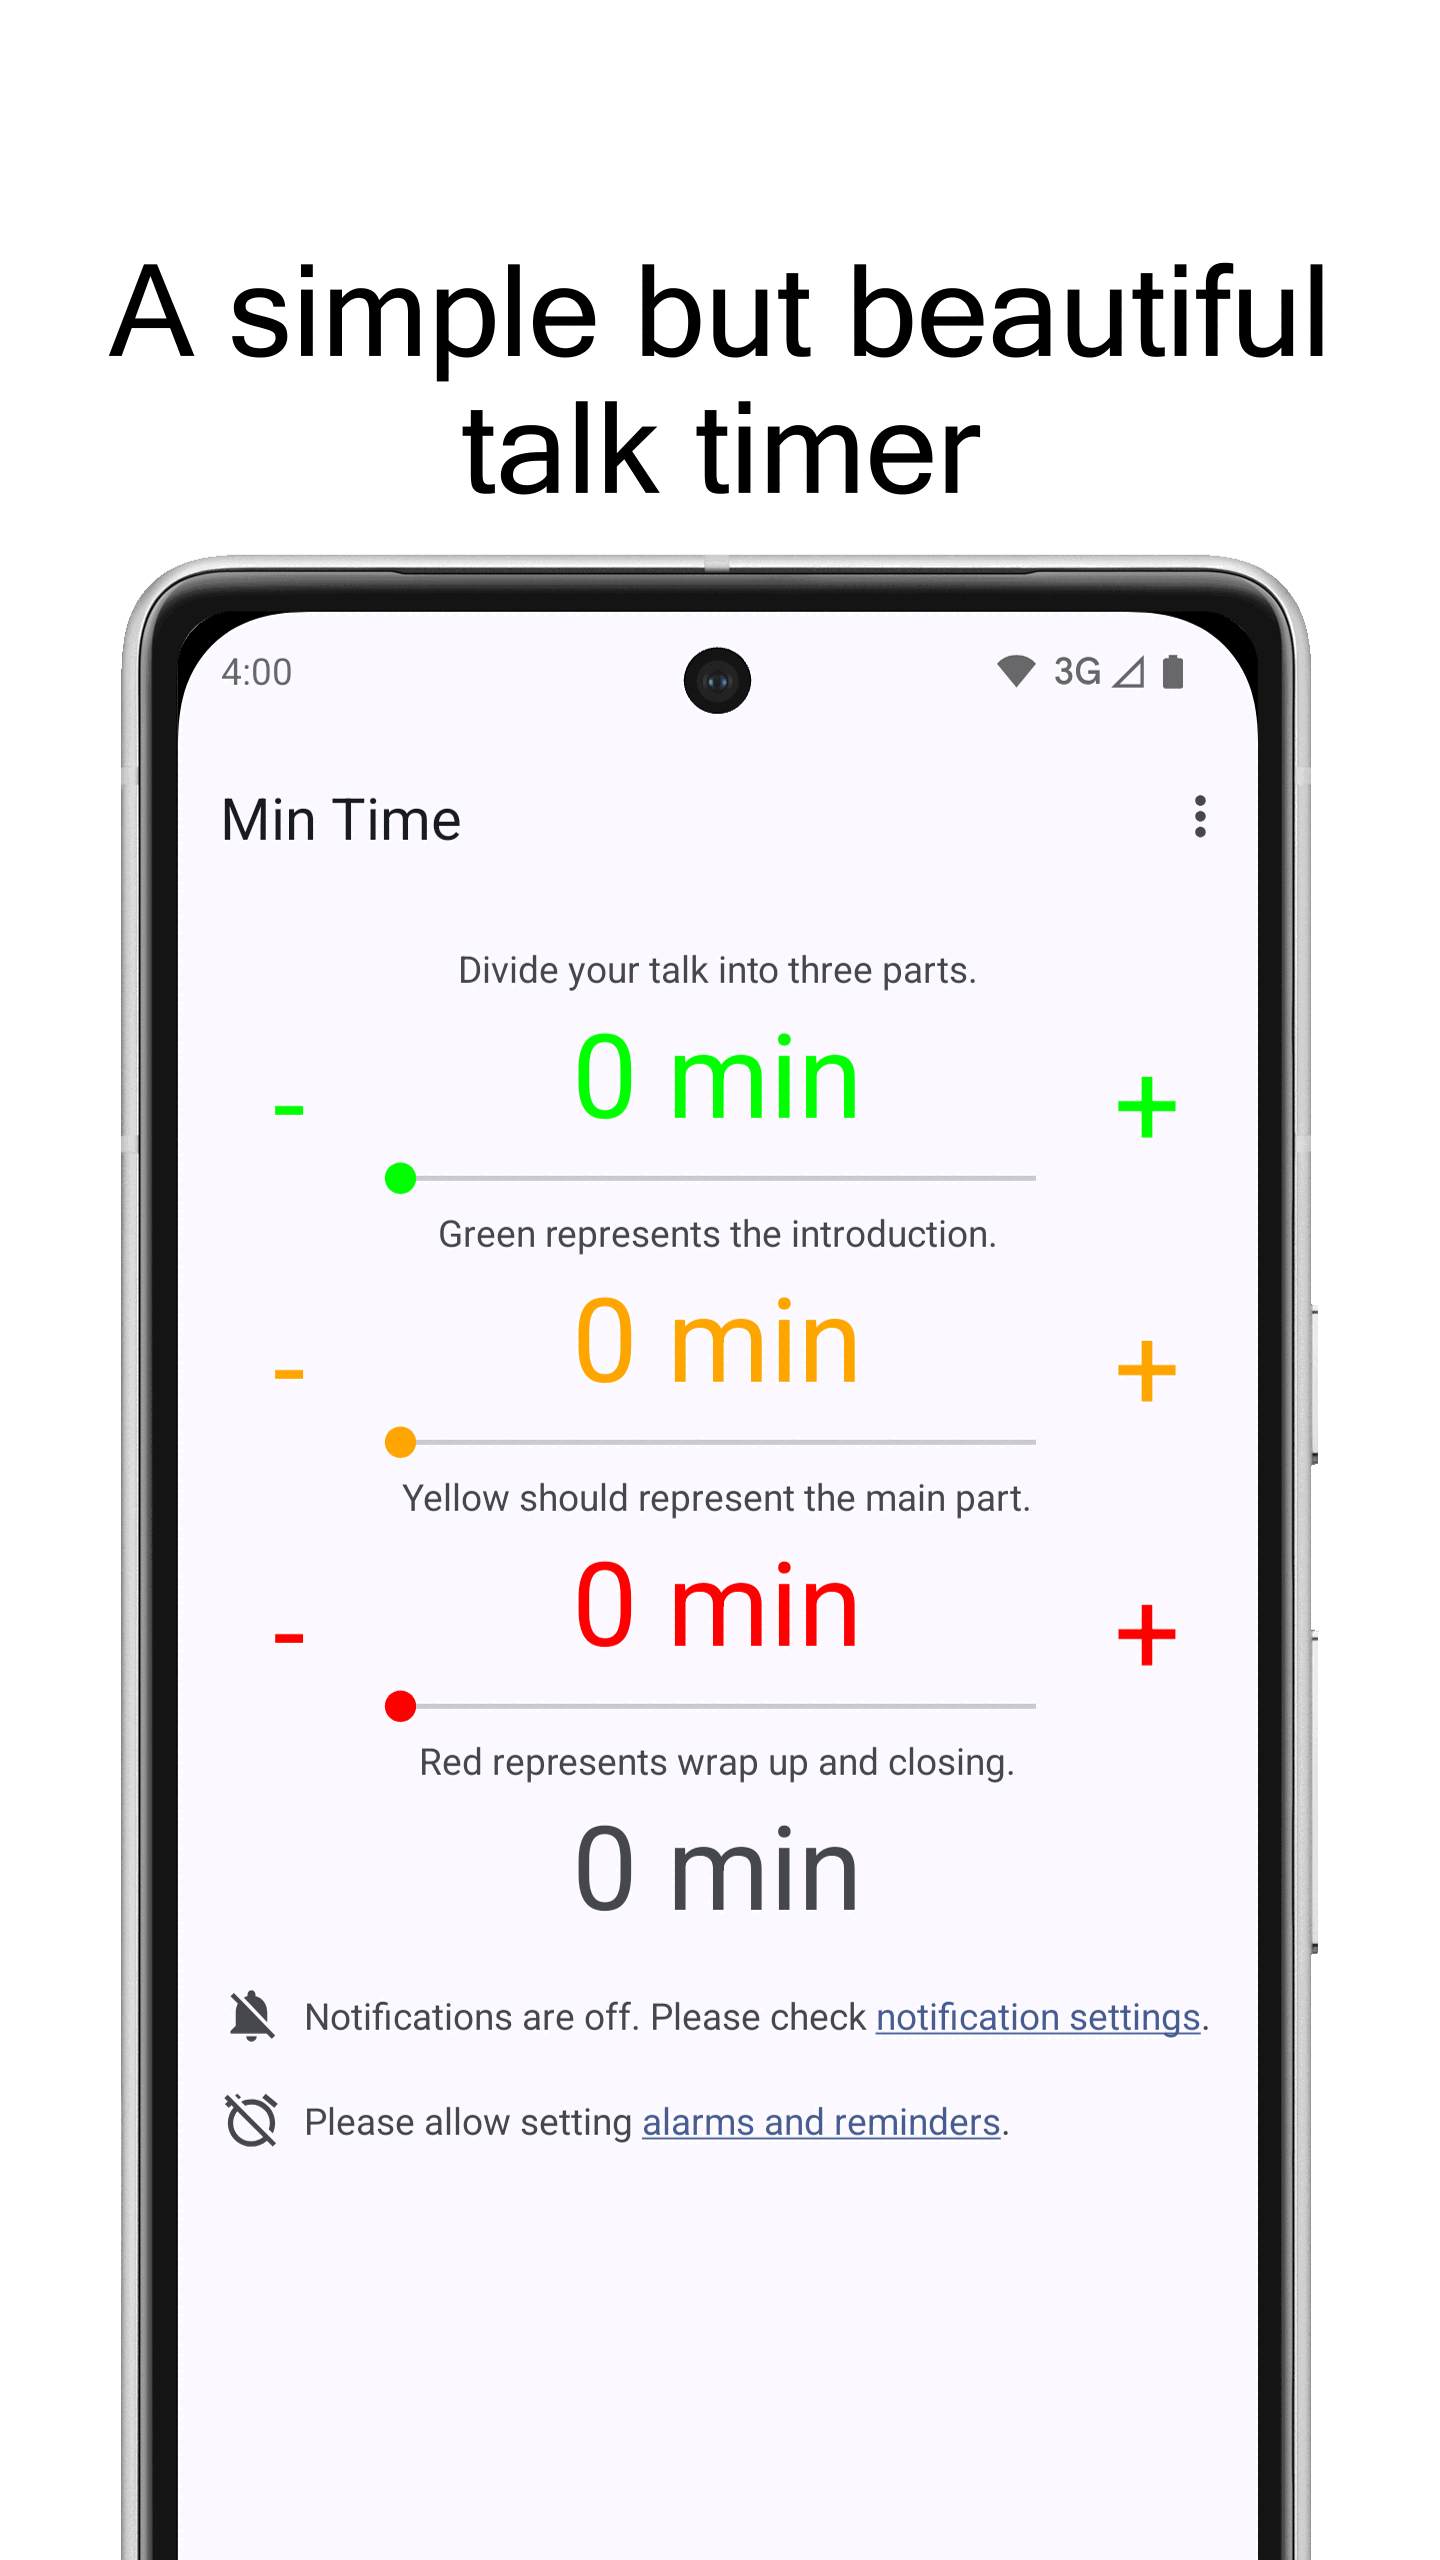 A simple but beautiful
talk timer
4:00
3G
Min Time
Divide your talk into three parts.
- 0 min +
Green represents the introduction.
- 0 min +
Yellow should represent the main part.
- 0 min +
Red represents wrap up and closing.
0 min
Notifications are off. Please check notification settings.
Please allow setting alarms and reminders.